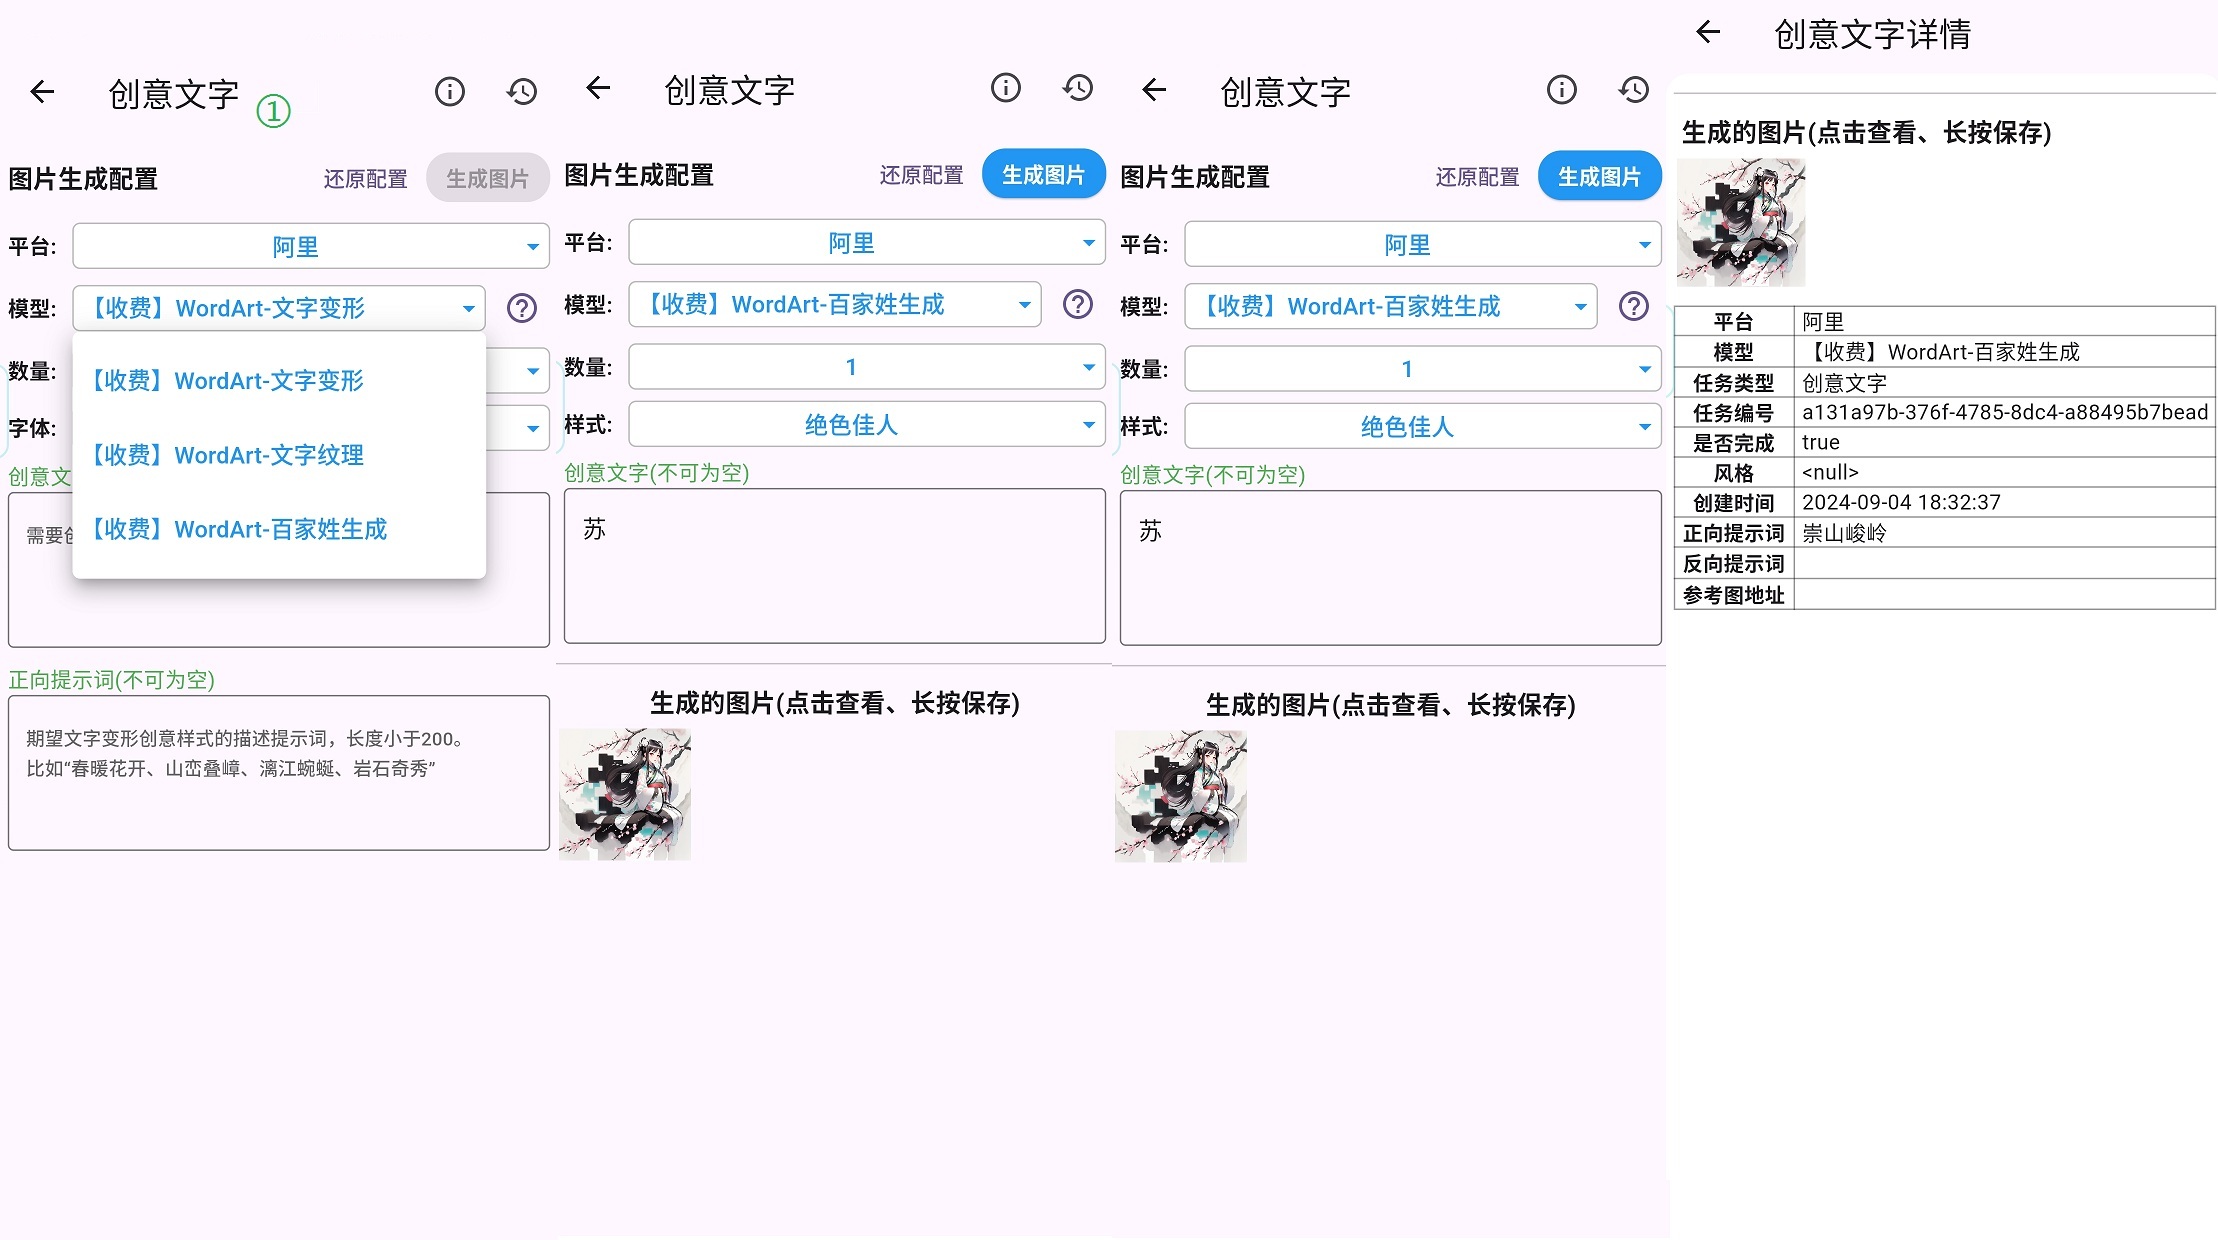 创意文字 ①
图片生成配置 还原配置 生成图片
平台: 阿里
模型: 【收费】WordArt-文字变形
【收费】WordArt-文字变形
数量:
【收费】WordArt-文字纹理
字体:
【收费】WordArt-百家姓生成
创意文
需要
正向提示词(不可为空)
期望文字变形创意样式的描述提示词，长度小于200。
比如“春暖花开、山峦叠嶂、漓江蜿蜒、岩石奇秀”
创意文字
图片生成配置 还原配置 生成图片
平台: 阿里
模型: 【收费】WordArt-百家姓生成
数量: 1
样式: 绝色佳人
创意文字(不可为空)
苏
生成的图片(点击查看、长按保存)
创意文字
图片生成配置 还原配置 生成图片
平台: 阿里
模型: 【收费】WordArt-百家姓生成
数量: 1
样式: 绝色佳人
创意文字(不可为空)
苏
生成的图片(点击查看、长按保存)
创意文字详情
生成的图片(点击查看、长按保存)
平台 阿里
模型 【收费】WordArt-百家姓生成
任务类型 创意文字
任务编号 a131a97b-376f-4785-8dc4-a88495b7bead
是否完成 true
风格 <null>
创建时间 2024-09-04 18:32:37
正向提示词 崇山峻岭
反向提示词
参考图地址